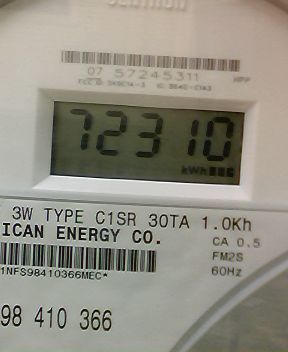 07 57245311
72310
kWh
3W TYPE C1SR 30TA 1.0Kh
ICAN ENERGY CO.
CA 0.5
FM2S
60Hz
1NFS98410366MEC*
98 410 366